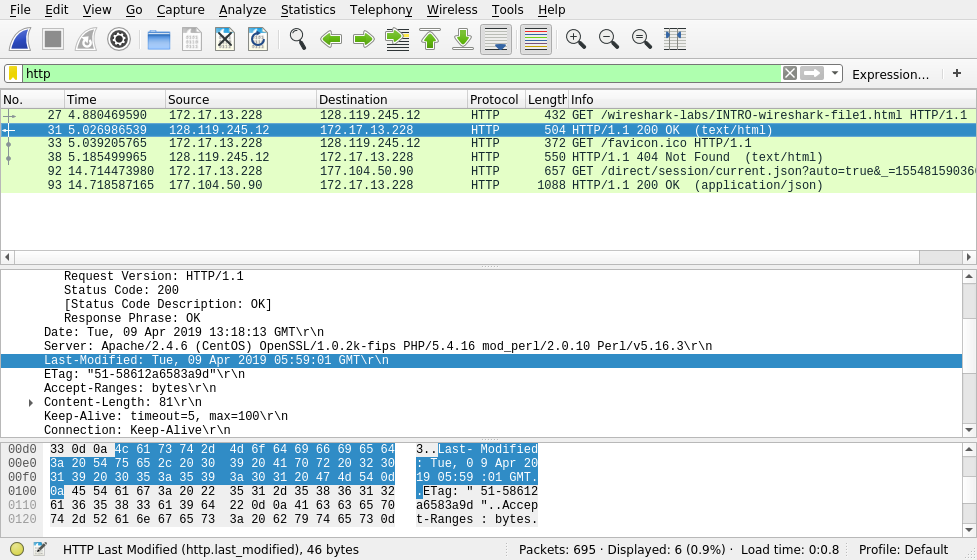 File Edit View Go Capture Analyze Statistics Telephony Wireless Tools Help
http Expression… +
No. Time Source Destination Protocol Length Info
27 4.880469590 172.17.13.228 128.119.245.12 HTTP 432 GET /wireshark-labs/INTRO-wireshark-file1.html HTTP/1.1
31 5.026986539 128.119.245.12 172.17.13.228 HTTP 504 HTTP/1.1 200 OK (text/html)
33 5.039205765 172.17.13.228 128.119.245.12 HTTP 372 GET /favicon.ico HTTP/1.1
38 5.185499965 128.119.245.12 172.17.13.228 HTTP 550 HTTP/1.1 404 Not Found (text/html)
92 14.714473980 172.17.13.228 177.104.50.90 HTTP 657 GET /direct/session/current.json?auto=true&_=155481590360
93 14.718587165 177.104.50.90 172.17.13.228 HTTP 1088 HTTP/1.1 200 OK (application/json)
Request Version: HTTP/1.1
Status Code: 200
[Status Code Description: OK]
Response Phrase: OK
Date: Tue, 09 Apr 2019 13:18:13 GMT\r\n
Server: Apache/2.4.6 (CentOS) OpenSSL/1.0.2k-fips PHP/5.4.16 mod_perl/2.0.10 Perl/v5.16.3\r\n
Last-Modified: Tue, 09 Apr 2019 05:59:01 GMT\r\n
ETag: "51-58612a6583a9d"\r\n
Accept-Ranges: bytes\r\n
Content-Length: 81\r\n
Keep-Alive: timeout=5, max=100\r\n
Connection: Keep-Alive\r\n
00d0 33 0d 0a 4c 61 73 74 2d 4d 6f 64 69 66 69 65 64 3..Last- Modified
00e0 3a 20 54 75 65 2c 20 30 39 20 41 70 72 20 32 30 : Tue, 0 9 Apr 20
00f0 31 39 20 30 35 3a 35 39 3a 30 31 20 47 4d 54 0d 19 05:59 :01 GMT.
0100 0a 45 54 61 67 3a 20 22 35 31 2d 35 38 36 31 32 .ETag: " 51-58612
0110 61 36 35 38 33 61 39 64 22 0d 0a 41 63 63 65 70 a6583a9d "..Accep
0120 74 2d 52 61 6e 67 65 73 3a 20 62 79 74 65 73 0d t-Ranges : bytes.
HTTP Last Modified (http.last_modified), 46 bytes Packets: 695 · Displayed: 6 (0.9%) · Load time: 0:0.8 Profile: Default